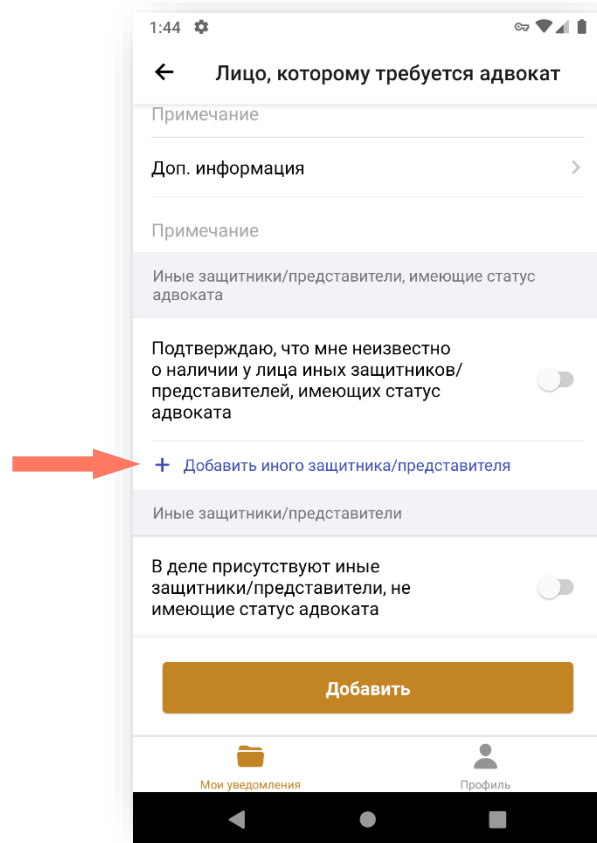 1:44
Лицо, которому требуется адвокат
Примечание
Доп. информация
Примечание
Иные защитники/представители, имеющие статус
адвоката
Подтверждаю, что мне неизвестно
о наличии у лица иных защитников/
представителей, имеющих статус
адвоката
+ Добавить иного защитника/представителя
Иные защитники/представители
В деле присутствуют иные
защитники/представители, не
имеющие статус адвоката
Добавить
Мои уведомления
Профиль